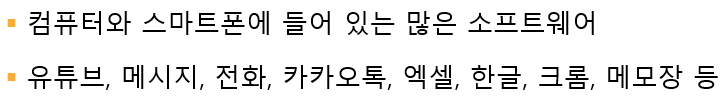 ▪ 컴퓨터와 스마트폰에 들어 있는 많은 소프트웨어
▪ 유튜브, 메시지, 전화, 카카오톡, 엑셀, 한글, 크롬, 메모장 등